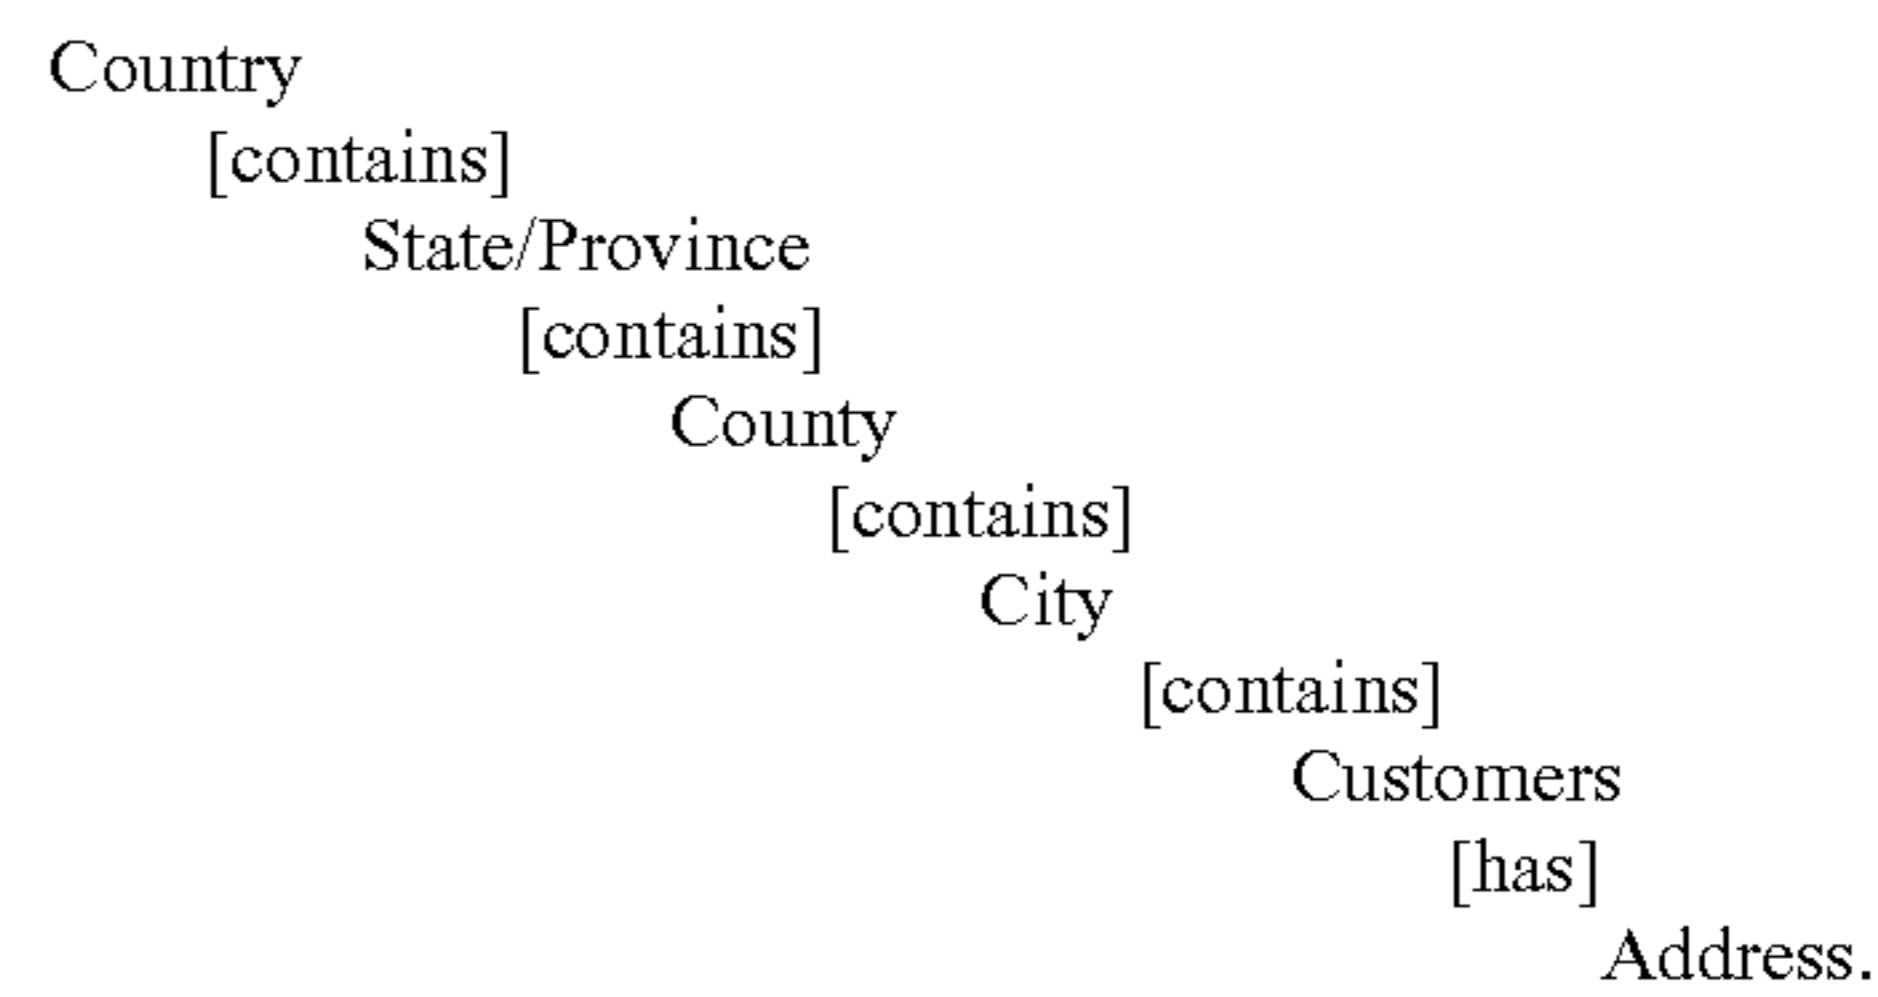 Country
[contains]
State/Province
[contains]
County
[contains]
City
[contains]
Customers
[has]
Address.